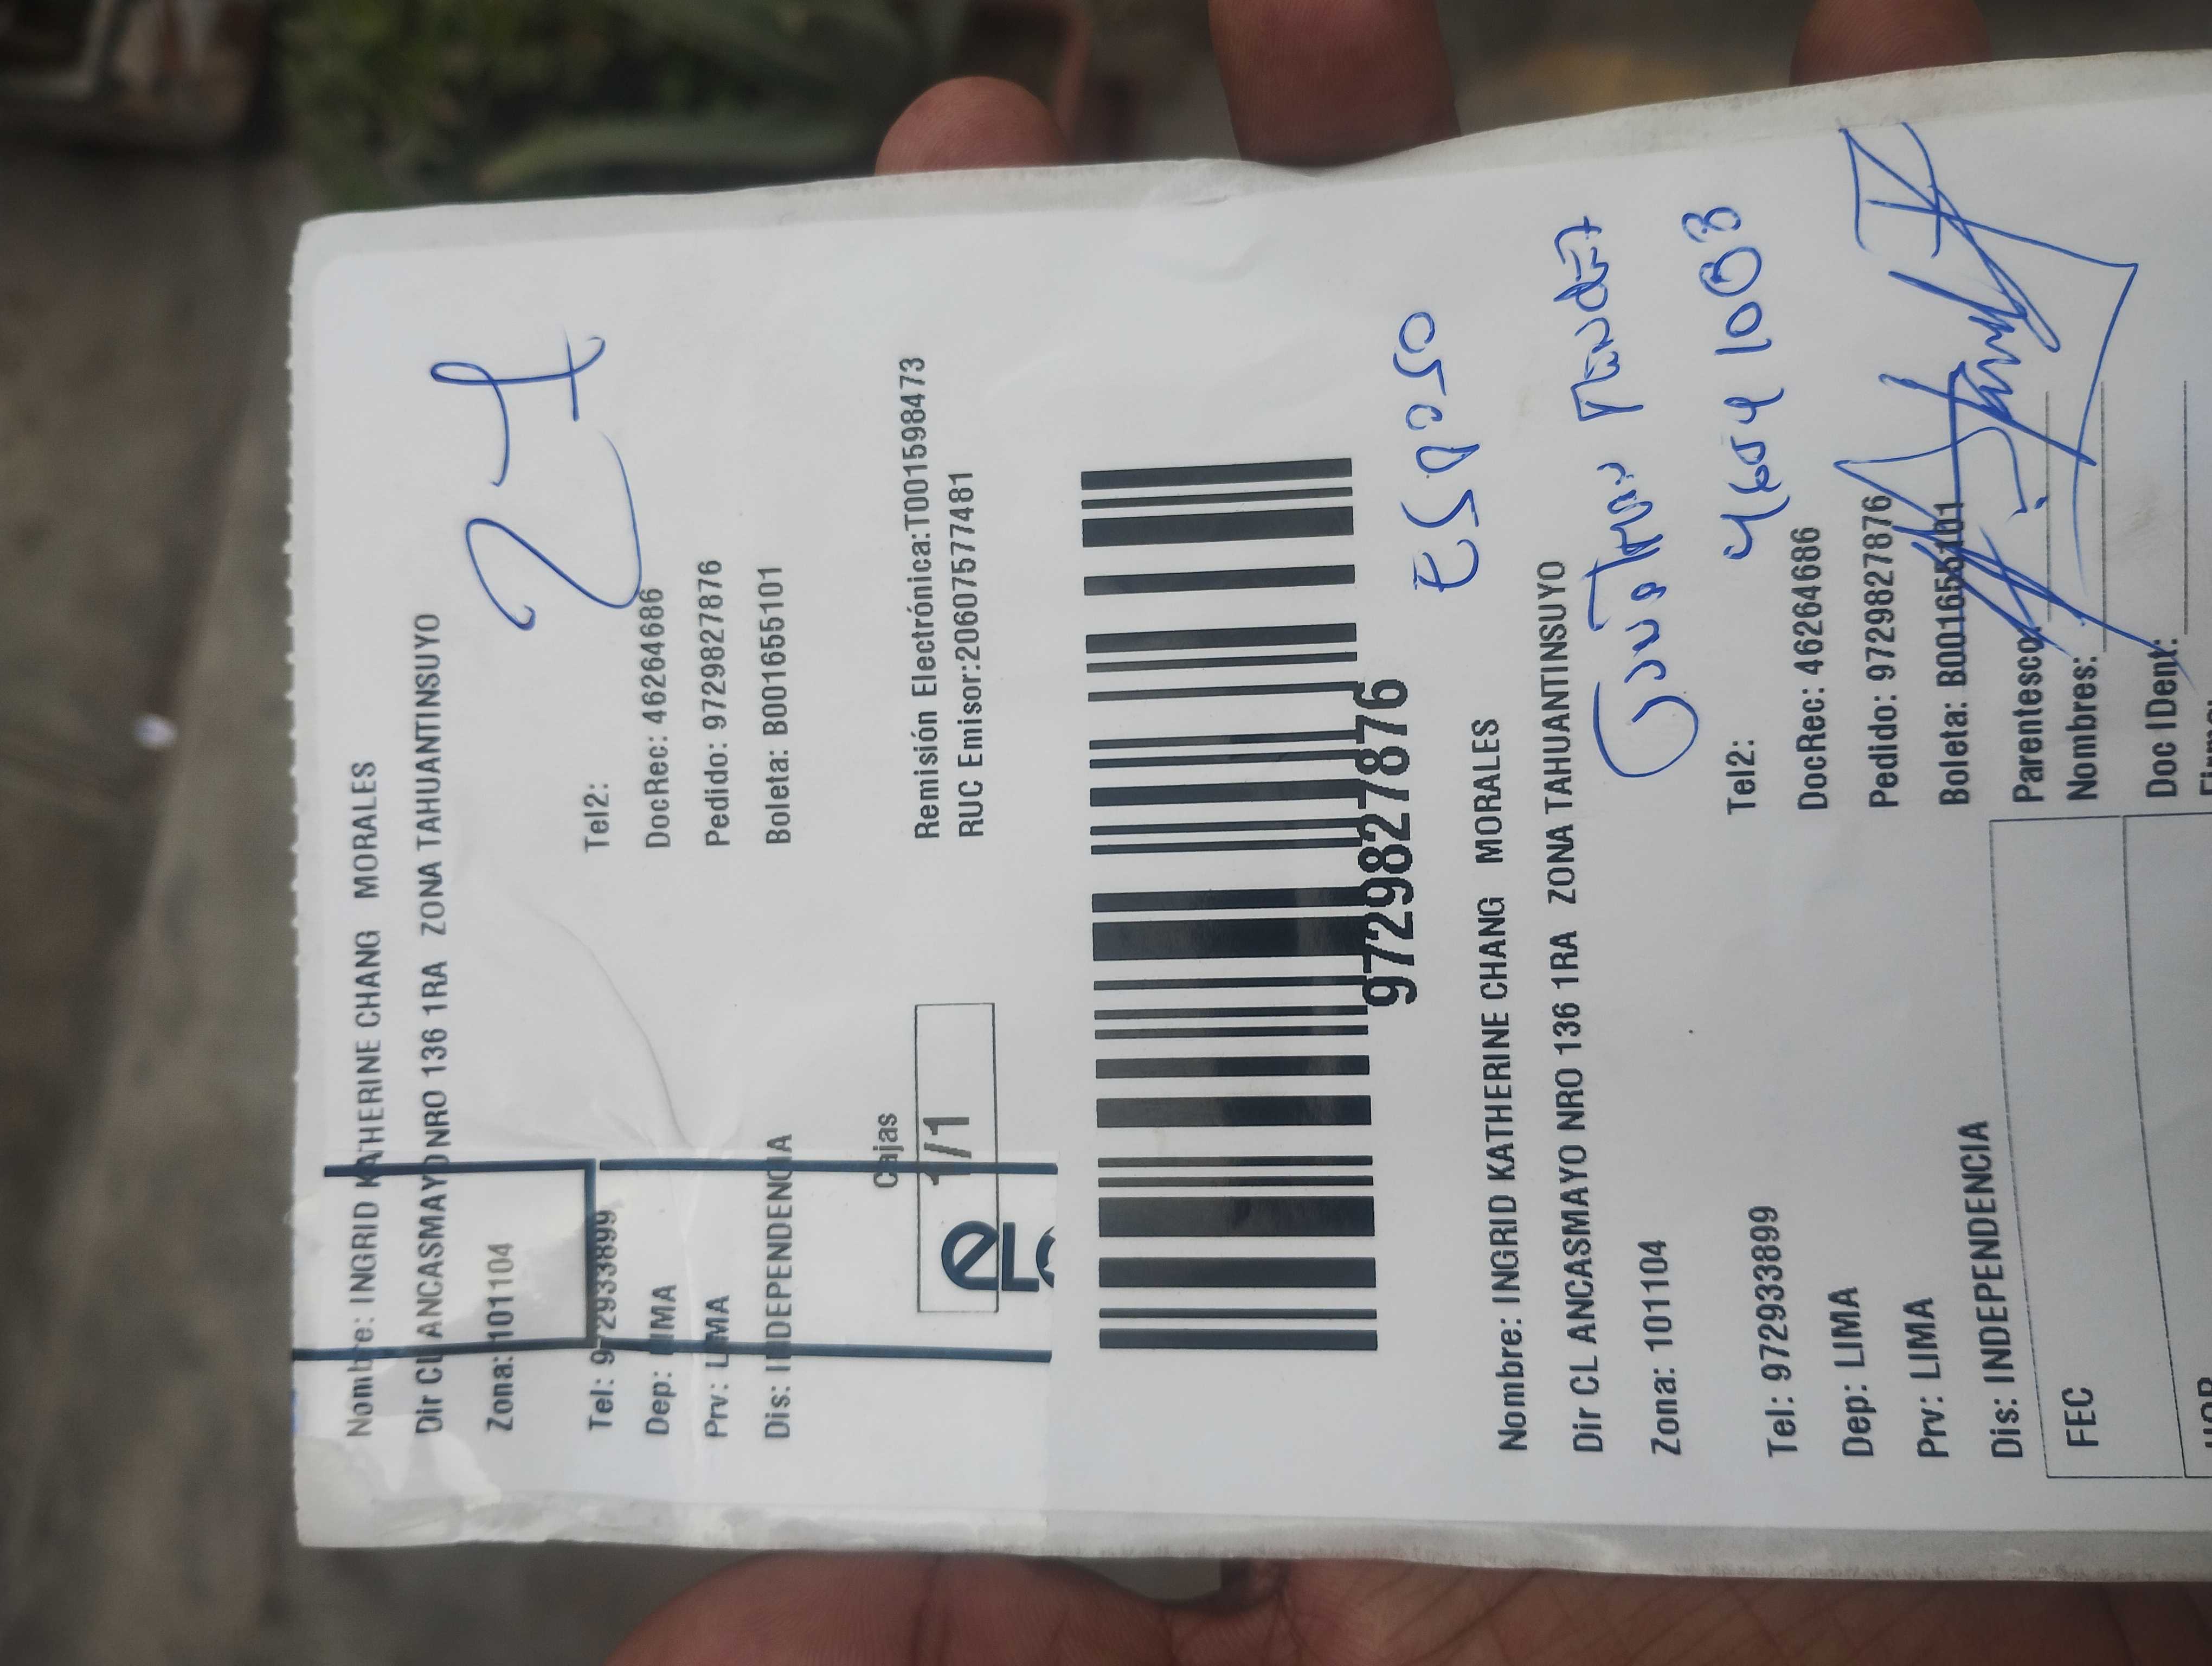 Nombre: INGRID KATHERINE CHANG MORALES
Dir CL ANCASMAYO NRO 136 1RA ZONA TAHUANTINSUYO
Zona: 101104
Tel: 972933899 Tel2:
Dep: LIMA DocRec: 46264686
Prv: LIMA Pedido: 972982787​6
Dis: INDEPENDENCIA Boleta: B001655101
Cajas
1/1
Remisión Electrónica:T001598473
RUC Emisor:20607577481
9729827876
Esposo
Nombre: INGRID KATHERINE CHANG MORALES
Dir CL ANCASMAYO NRO 136 1RA ZONA TAHUANTINSUYO
Zona: 101104
Tel: 972933899 Tel2:
Dep: LIMA DocRec: 46264686
Prv: LIMA Pedido: 9729827876
Dis: INDEPENDENCIA Boleta: B001655101
Parentesco:
Nombres:
Doc IDent:
FEC